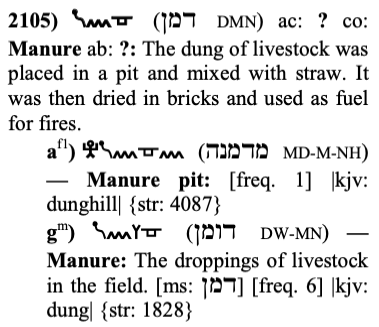 2105) (דמן DMN) ac: ? co:
Manure ab: ?: The dung of livestock was
placed in a pit and mixed with straw. It
was then dried in bricks and used as fuel
for fires.
a^f1) (מדמנה MD-M-NH)
— Manure pit: [freq. 1] |kjv:
dunghill| {str: 4087}
g^m) (דומן DW-MN) —
Manure: The droppings of livestock
in the field. [ms: דמן] [freq. 6] |kjv:
dung| {str: 1828}